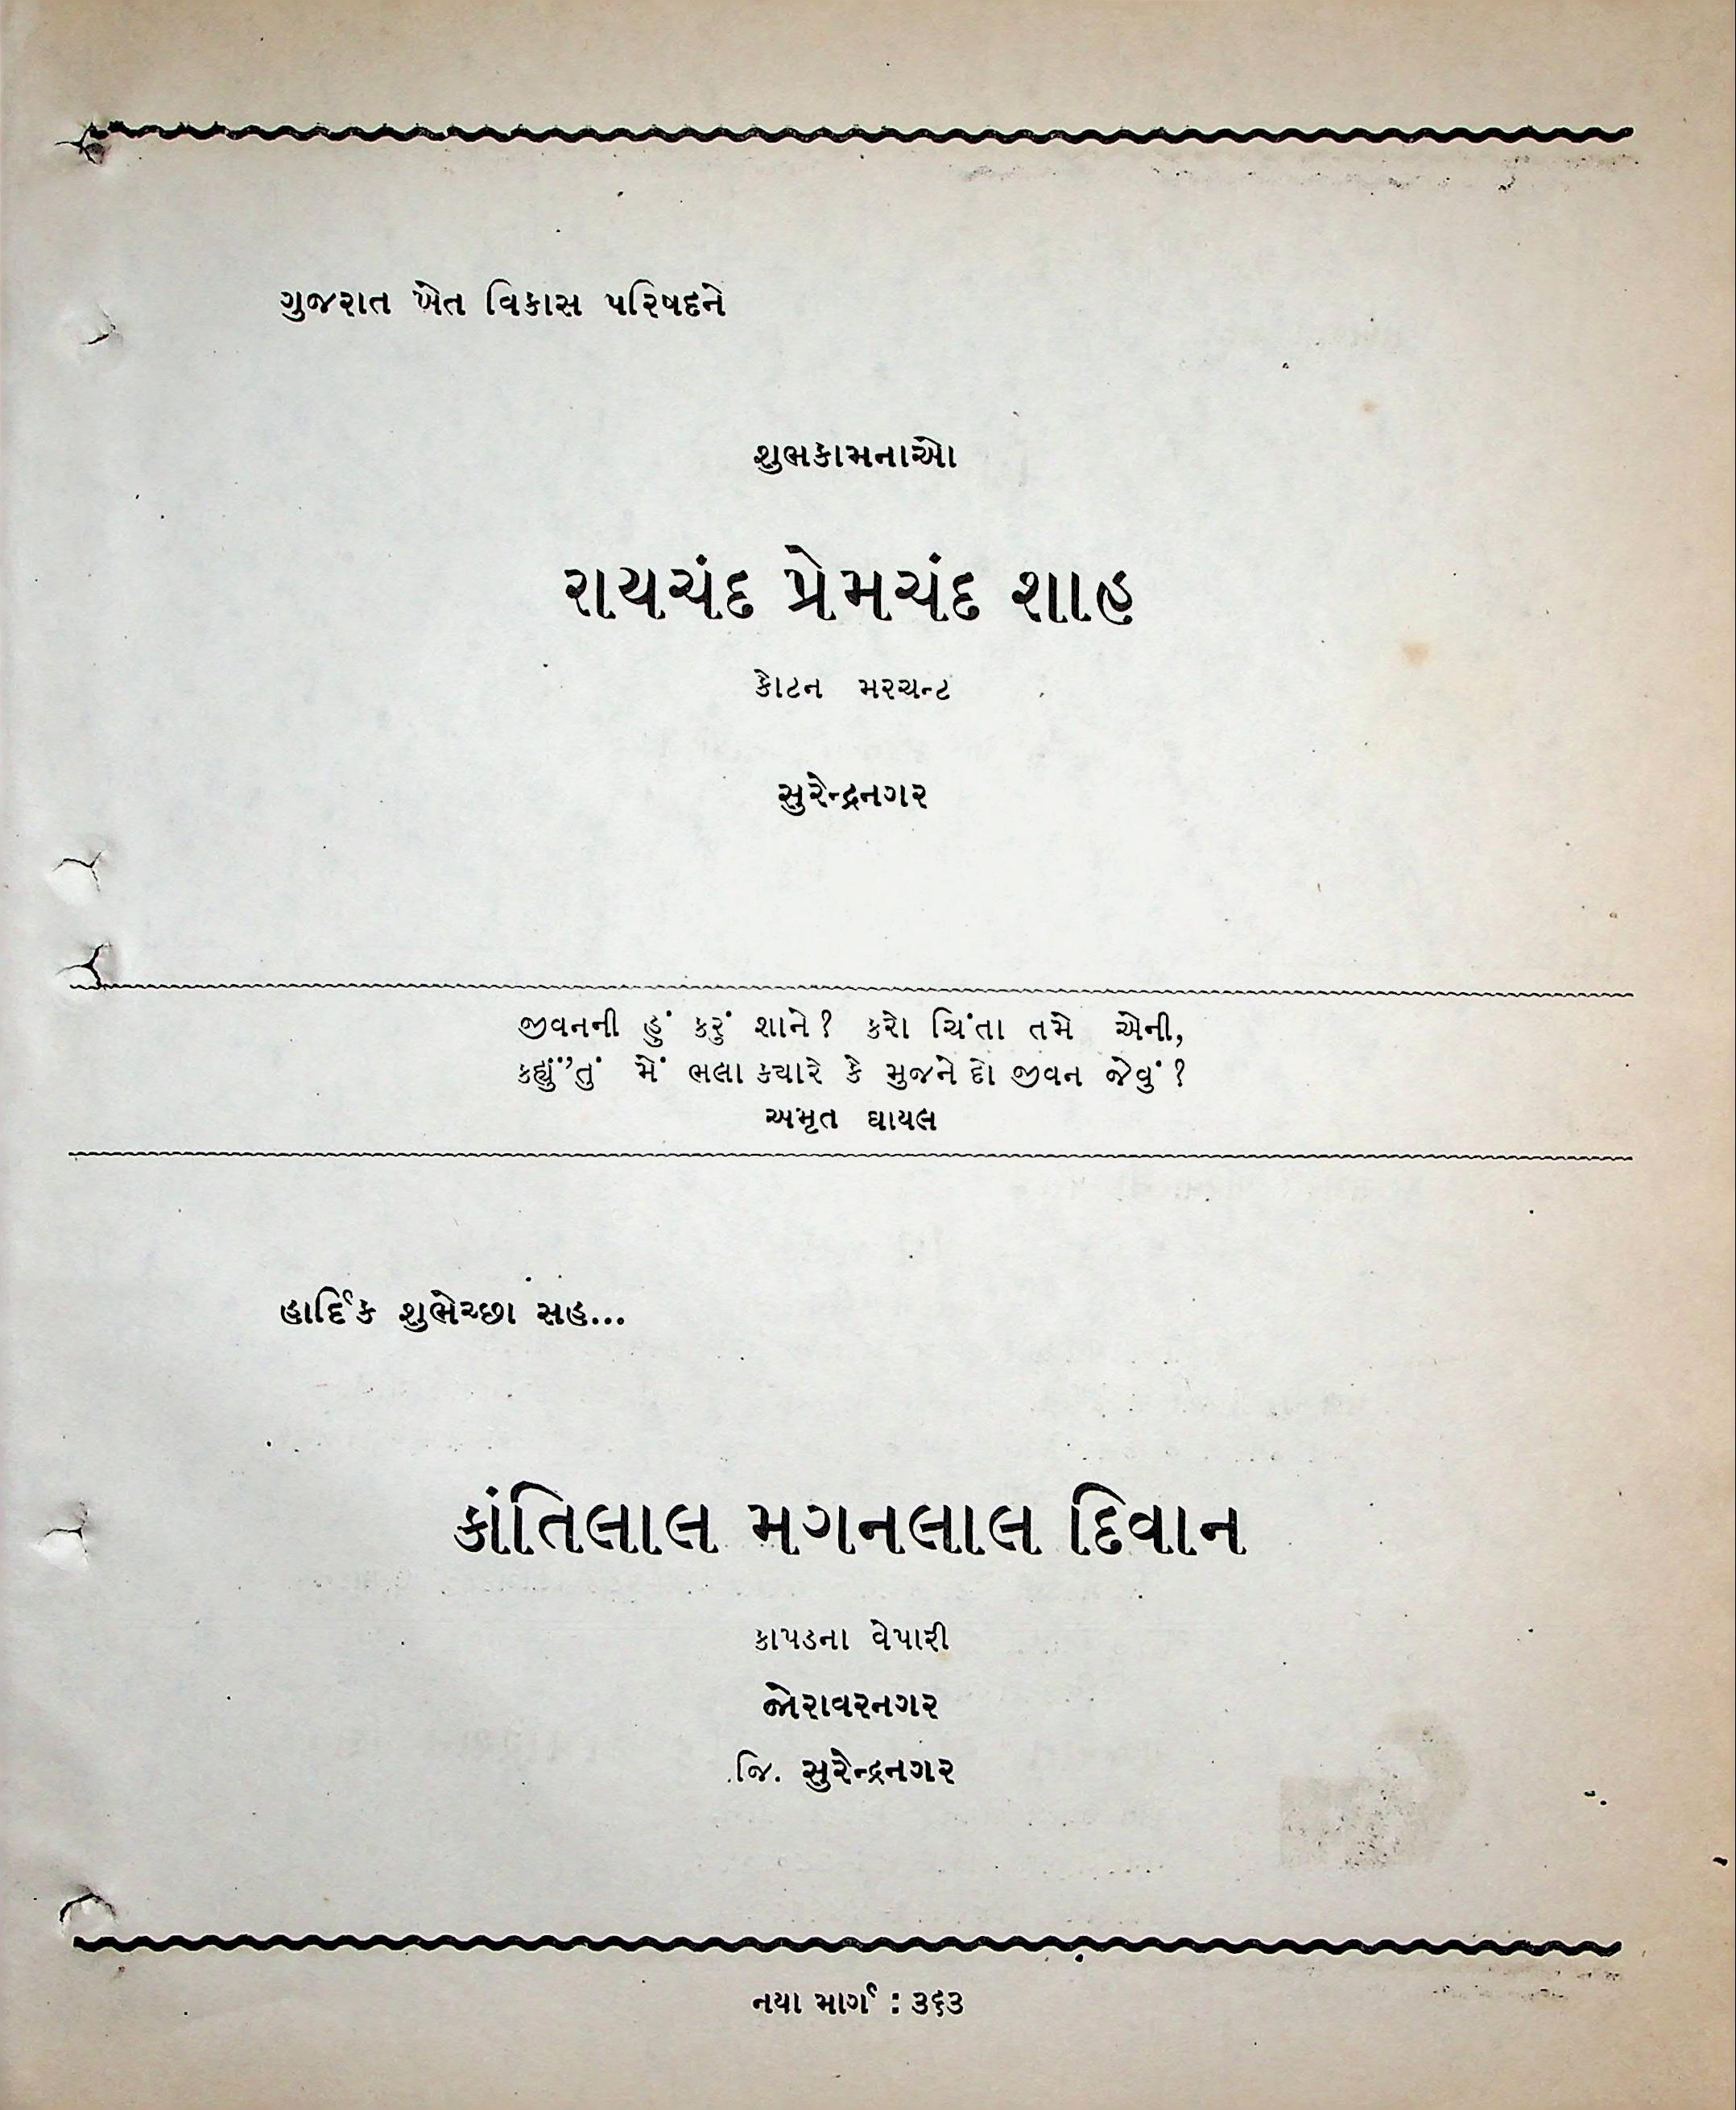 ગુજરાત ખેત વિકાસ પરિષદને
શુભકામનાઓ
રાયચંદ પ્રેમચંદ શાહ
કોટન મરચન્ટ
સુરેન્દ્રનગર
જીવનની હું કરું શાને? કરો ચિંતા તમે એની,
કહ્યું'તું મેં ભલા ક્યારે કે મુજને દો જીવન જેવું ?
અમૃત ઘાયલ
હાર્દિક શુભેચ્છા સહ...
કાંતિલાલ મગનલાલ દિવાન
કાપડના વેપારી
જોરાવરનગર
જિ. સુરેન્દ્રનગર
નયા માર્ગ : ૩૬૩